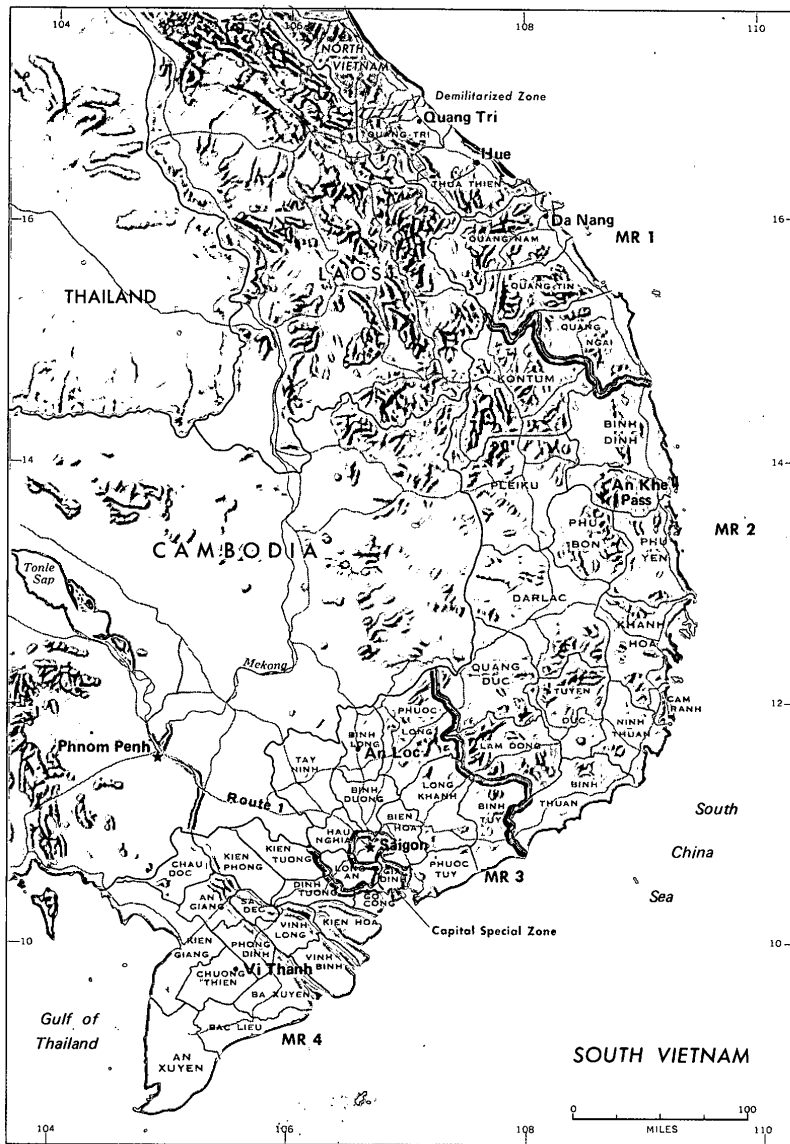 104
106
108
110
NORTH
VIETNAM
Demilitarized Zone
Quang Tri
QUANG TRI
Hue
THUA THIEN
16
Da Nang
16
MR 1
QUANG NAM
LAOS
THAILAND
QUANG TIN
QUANG
NGAI
KONTUM
BINH
DINH
14
14
PLEIKU
An Khe
Pass
MR 2
CAMBODIA
PHU
BON
PHU
YEN
Tonle
Sap
DARLAC
KHANH
HOA
Mekong
QUANG
DUC
TUYEN
DUC
CAM
RANH
12
PHUOC
LONG
NINH
THUAN
BINH
LONG
An Loc
LAM DONG
Phnom Penh
TAY
NINH
BINH
DUONG
LONG
KHANH
BINH
TUY
BINH
THUAN
Route 1
BIEN
HOA
South
China
Sea
HAU
NGHIA
Saigon
CHAU
DOC
KIEN
PHONG
KIEN
TUONG
LONG
AN
GIA
DINH
PHUOC
TUY
MR 3
DINH
TUONG
GO
CONG
AN
GIANG
SA
DEC
Capital Special Zone
VINH
LONG
KIEN HOA
10
10
KIEN
GIANG
PHONG
DINH
VINH
BINH
CHUONG
THIEN
Vi Thanh
BA XUYEN
Gulf of
Thailand
BAC LIEU
MR 4
AN
XUYEN
SOUTH VIETNAM
0
100
MILES
104
106
108
110